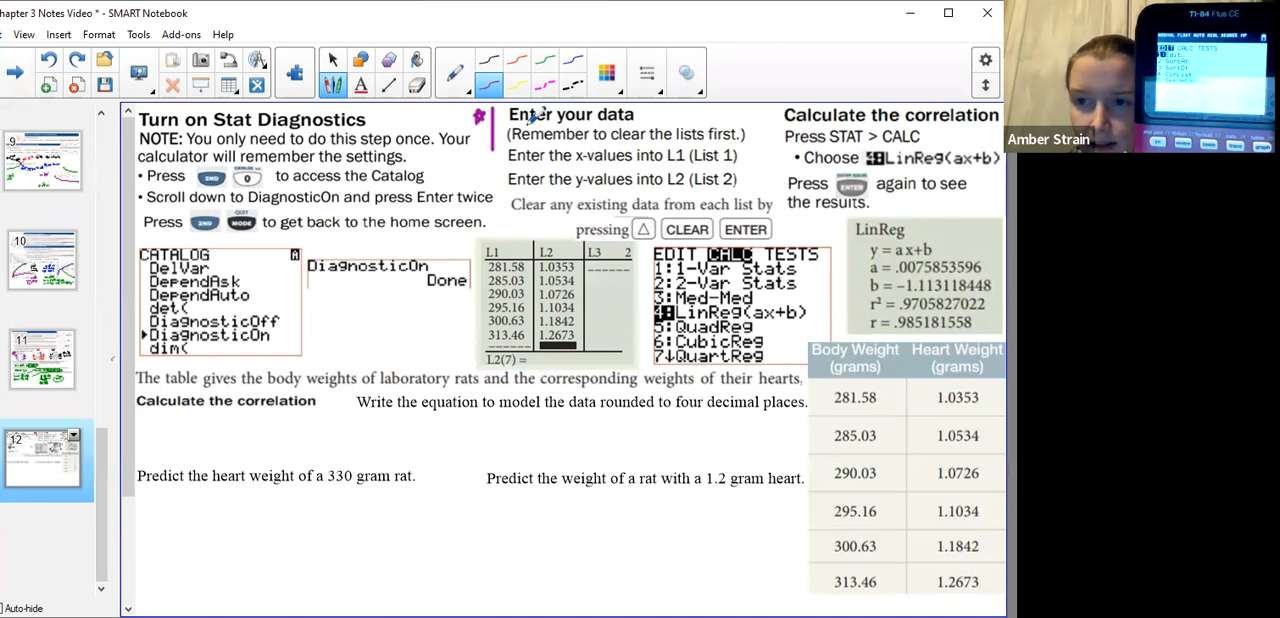 hapter 3 Notes Video * - SMART Notebook
View Insert Format Tools Add-ons Help
9
10
11
12
Auto-hide
Turn on Stat Diagnostics
NOTE: You only need to do this step once. Your
calculator will remember the settings.
• Press 2ND 0 to access the Catalog
• Scroll down to DiagnosticOn and press Enter twice
Press 2ND QUIT MODE to get back to the home screen.
Enter your data
(Remember to clear the lists first.)
Enter the x-values into L1 (List 1)
Enter the y-values into L2 (List 2)
Clear any existing data from each list by
pressing △ CLEAR ENTER
Calculate the correlation
Press STAT > CALC
• Choose 4:LinReg(ax+b)
Press ENTER again to see
the results.
CATALOG A
DelVar
DependAsk
DependAuto
det(
DiagnosticOff
▸DiagnosticOn
dim(
DiagnosticOn
Done
L1 L2 L3 2
281.58 1.0353 ------
285.03 1.0534
290.03 1.0726
295.16 1.1034
300.63 1.1842
313.46 1.2673
------
L2(7) =
EDIT CALC TESTS
1:1-Var Stats
2:2-Var Stats
3:Med-Med
4:LinReg(ax+b)
5:QuadReg
6:CubicReg
7↓QuartReg
LinReg
y = ax+b
a = .0075853596
b = -1.113118448
r² = .9705827022
r = .985181558
The table gives the body weights of laboratory rats and the corresponding weights of their hearts,
Calculate the correlation Write the equation to model the data rounded to four decimal places.
Predict the heart weight of a 330 gram rat. Predict the weight of a rat with a 1.2 gram heart.
Body Weight Heart Weight
(grams) (grams)
281.58 1.0353
285.03 1.0534
290.03 1.0726
295.16 1.1034
300.63 1.1842
313.46 1.2673
TI-84 Plus CE
NORMAL FLOAT AUTO REAL DEGREE MP
EDIT CALC TESTS
1:Edit
Amber Strain